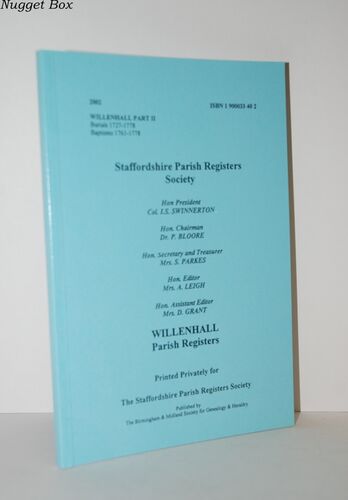 Nugget Box
2002
ISBN 1 900033 40 2
WILLENHALL PART II
Burials 1727-1778
Baptisms 1761-1778
Staffordshire Parish Registers
Society
Hon President
Col. I.S. SWINNERTON
Hon. Chairman
Dr. P. BLOORE
Hon. Secretary and Treasurer
Mrs. S. PARKES
Hon. Editor
Mrs. A. LEIGH
Hon. Assistant Editor
Mrs. D. GRANT
WILLENHALL
Parish Registers
Printed Privately for
The Staffordshire Parish Registers Society
Published by
The Birmingham & Midland Society for Genealogy & Heraldry.